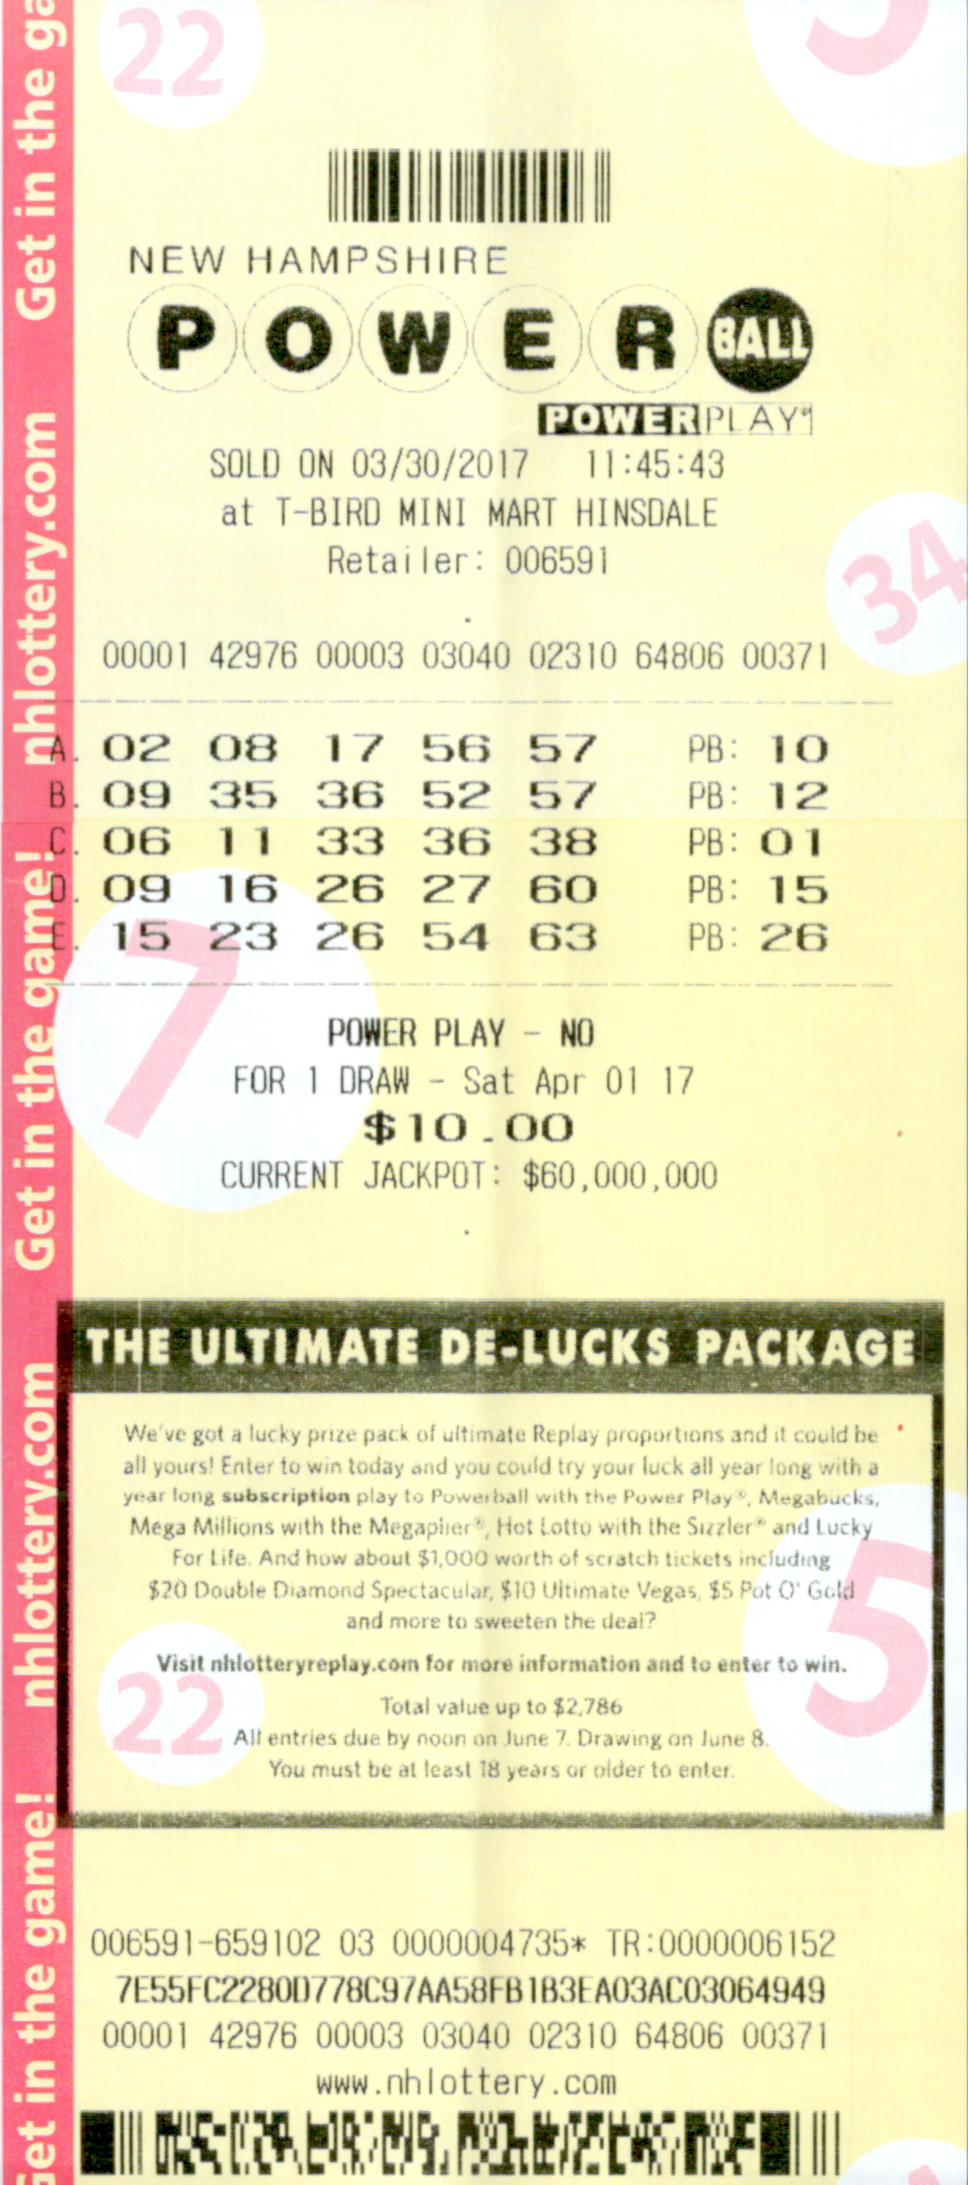 22
5
NEW HAMPSHIRE
POWER BALL
POWER PLAY®
SOLD ON 03/30/2017 11:45:43
at T-BIRD MINI MART HINSDALE
Retailer: 006591
34
00001 42976 00003 03040 02310 64806 00371
A. 02 08 17 56 57 PB: 10
B. 09 35 36 52 57 PB: 12
C. 06 11 33 36 38 PB: 01
D. 09 16 26 27 60 PB: 15
E. 15 23 26 54 63 PB: 26
7
POWER PLAY - NO
FOR 1 DRAW - Sat Apr 01 17
$10.00
CURRENT JACKPOT: $60,000,000
THE ULTIMATE DE-LUCKS PACKAGE
We've got a lucky prize pack of ultimate Replay proportions and it could be
all yours! Enter to win today and you could try your luck all year long with a
year long subscription play to Powerball with the Power Play®, Megabucks,
Mega Millions with the Megaplier®, Hot Lotto with the Sizzler® and Lucky
For Life. And how about $1,000 worth of scratch tickets including
$20 Double Diamond Spectacular, $10 Ultimate Vegas, $5 Pot O' Gold
and more to sweeten the deal?
Visit nhlotteryreplay.com for more information and to enter to win.
Total value up to $2,786
All entries due by noon on June 7. Drawing on June 8.
You must be at least 18 years or older to enter.
5
22
006591-659102 03 0000004735* TR:0000006152
7E55FC2280D778C97AA58FB1B3EA03AC03064949
00001 42976 00003 03040 02310 64806 00371
www.nhlottery.com
Get in the game! nhlottery.com Get in the game! nhlottery.com Get in the ga